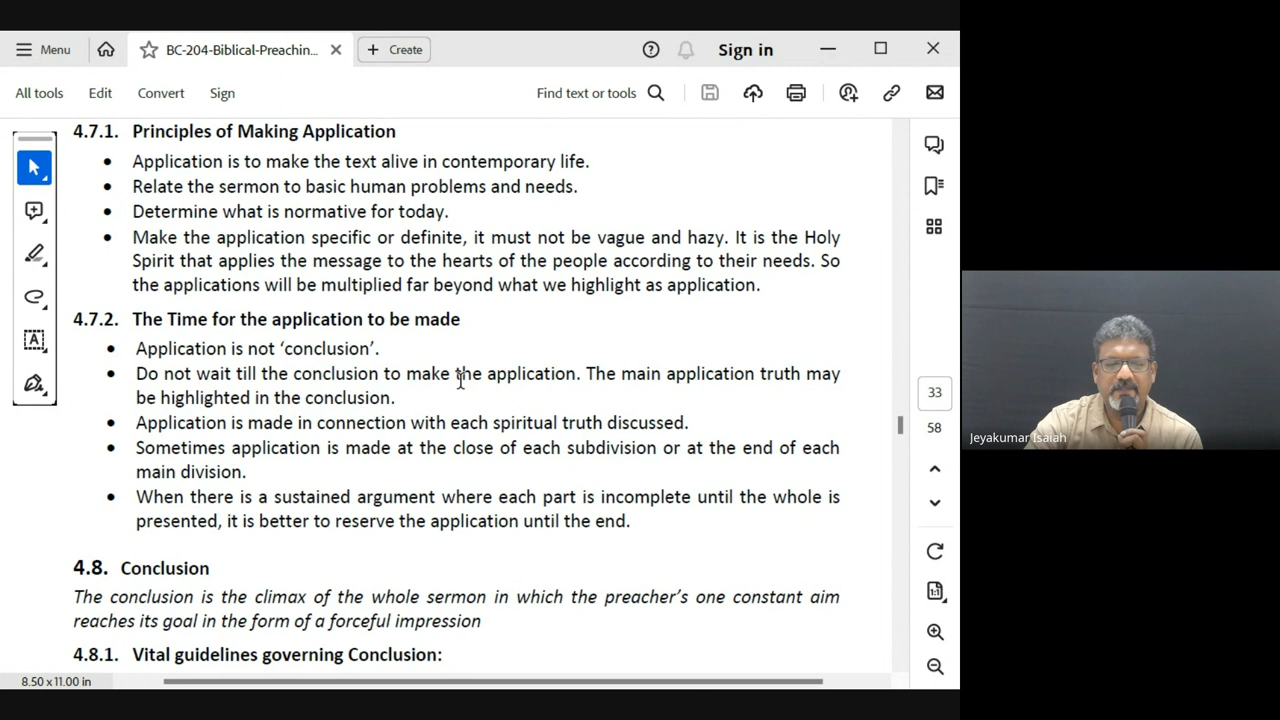 Menu
BC-204-Biblical-Preachin...
Create
Sign in
All tools
Edit
Convert
Sign
Find text or tools
4.7.1. Principles of Making Application
• Application is to make the text alive in contemporary life.
• Relate the sermon to basic human problems and needs.
• Determine what is normative for today.
• Make the application specific or definite, it must not be vague and hazy. It is the Holy
Spirit that applies the message to the hearts of the people according to their needs. So
the applications will be multiplied far beyond what we highlight as application.
4.7.2. The Time for the application to be made
• Application is not ‘conclusion’.
• Do not wait till the conclusion to make the application. The main application truth may
be highlighted in the conclusion.
• Application is made in connection with each spiritual truth discussed.
• Sometimes application is made at the close of each subdivision or at the end of each
main division.
• When there is a sustained argument where each part is incomplete until the whole is
presented, it is better to reserve the application until the end.
4.8. Conclusion
The conclusion is the climax of the whole sermon in which the preacher’s one constant aim
reaches its goal in the form of a forceful impression
4.8.1. Vital guidelines governing Conclusion:
8.50 x 11.00 in
33
58
1:1
Jeyakumar Isaiah